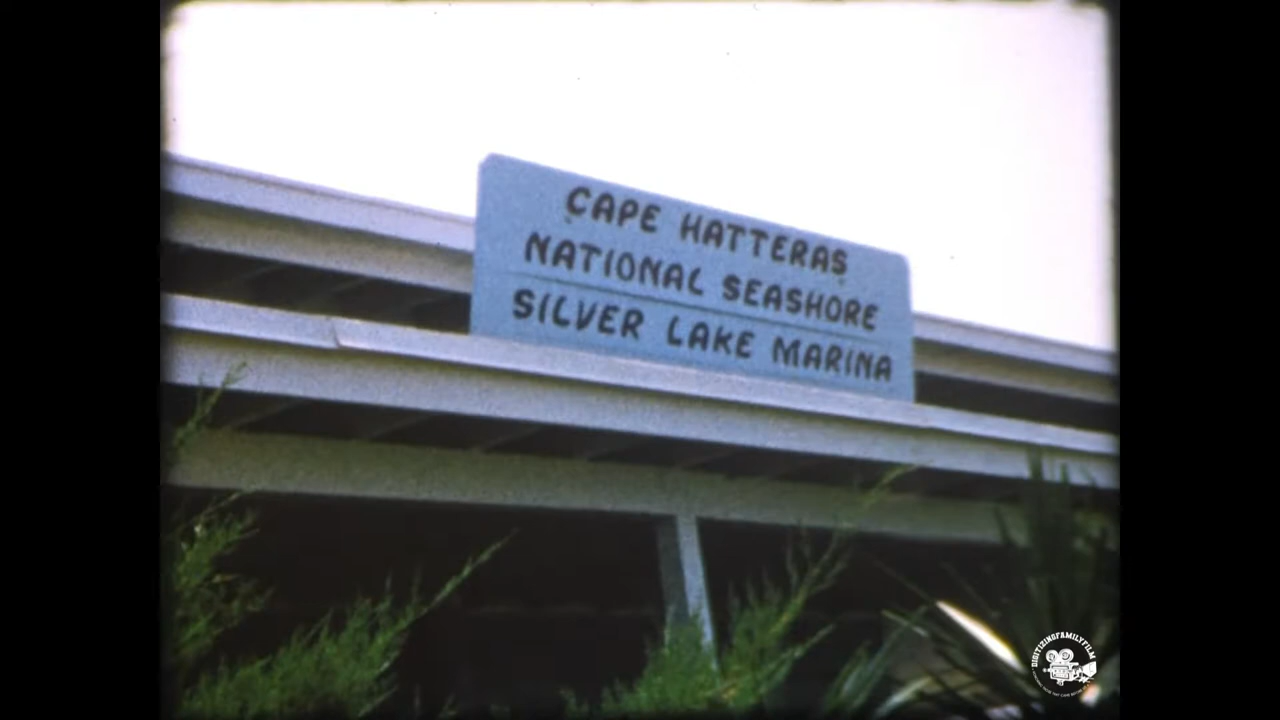 CAPE HATTERAS
NATIONAL SEASHORE
SILVER LAKE MARINA
DIGITIZINGFAMILYFILM